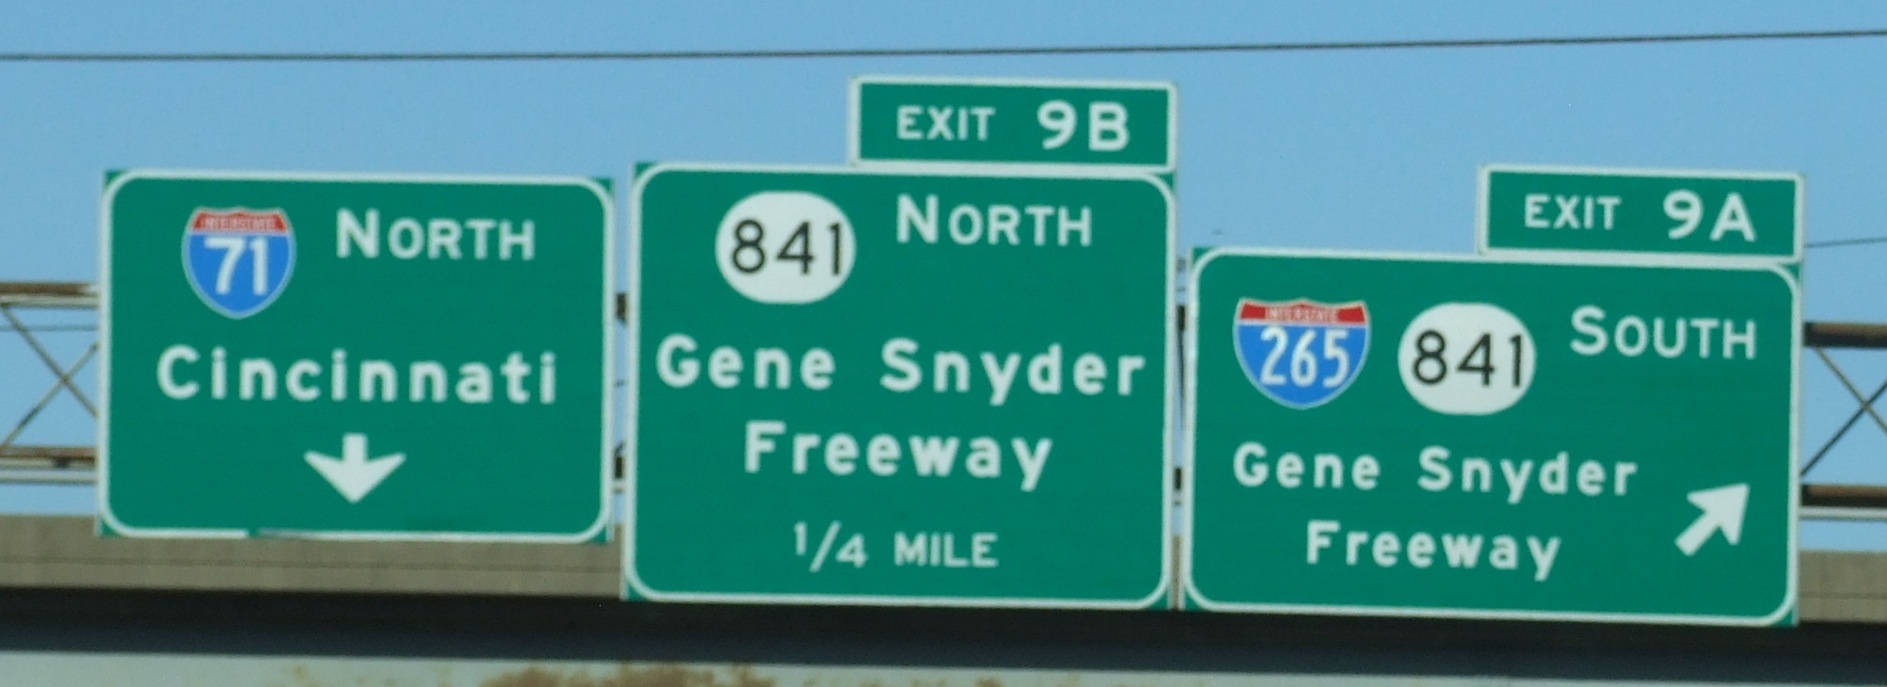 INTERSTATE
71 NORTH
Cincinnati
EXIT 9B
841 NORTH
Gene Snyder
Freeway
1/4 MILE
EXIT 9A
INTERSTATE
265 841 SOUTH
Gene Snyder
Freeway